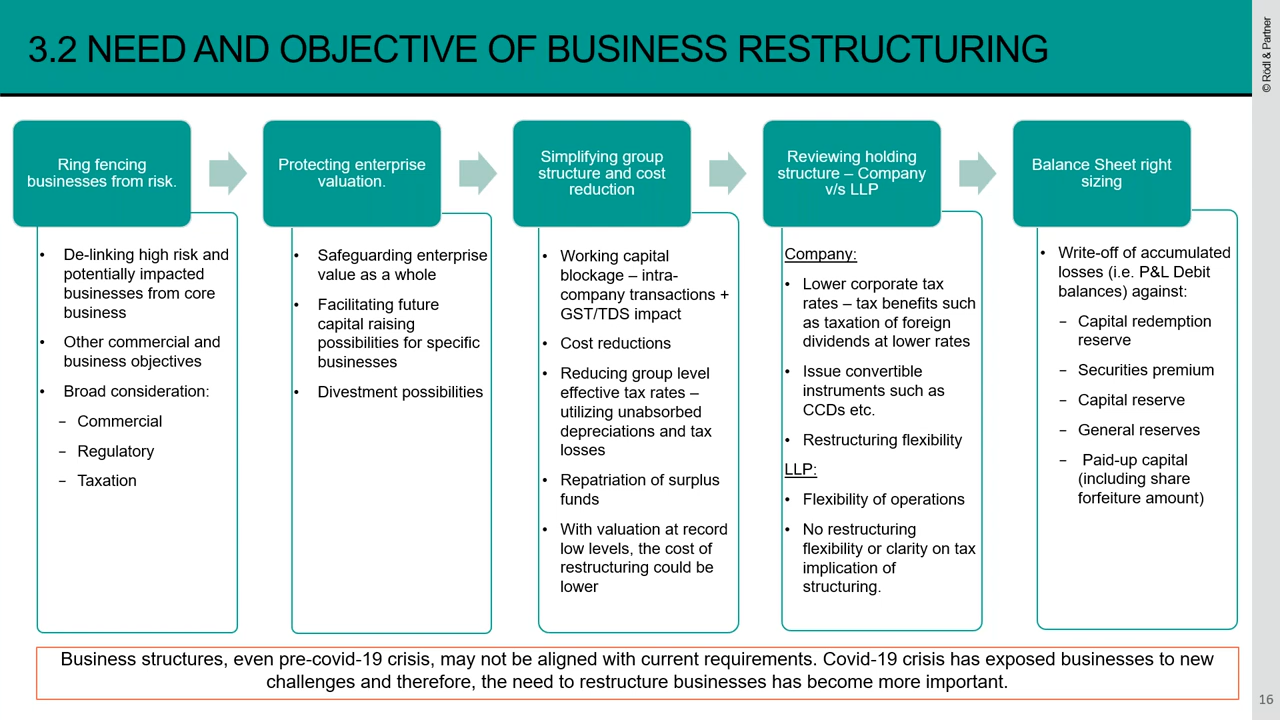 3.2 NEED AND OBJECTIVE OF BUSINESS RESTRUCTURING
© Rödl & Partner
Ring fencing
businesses from risk.
• De-linking high risk and
potentially impacted
businesses from core
business
• Other commercial and
business objectives
• Broad consideration:
– Commercial
– Regulatory
– Taxation
Protecting enterprise
valuation.
• Safeguarding enterprise
value as a whole
• Facilitating future
capital raising
possibilities for specific
businesses
• Divestment possibilities
Simplifying group
structure and cost
reduction
• Working capital
blockage – intra-
company transactions +
GST/TDS impact
• Cost reductions
• Reducing group level
effective tax rates –
utilizing unabsorbed
depreciations and tax
losses
• Repatriation of surplus
funds
• With valuation at record
low levels, the cost of
restructuring could be
lower
Reviewing holding
structure – Company
v/s LLP
Company:
• Lower corporate tax
rates – tax benefits such
as taxation of foreign
dividends at lower rates
• Issue convertible
instruments such as
CCDs etc.
• Restructuring flexibility
LLP:
• Flexibility of operations
• No restructuring
flexibility or clarity on tax
implication of
structuring.
Balance Sheet right
sizing
• Write-off of accumulated
losses (i.e. P&L Debit
balances) against:
– Capital redemption
reserve
– Securities premium
– Capital reserve
– General reserves
– Paid-up capital
(including share
forfeiture amount)
Business structures, even pre-covid-19 crisis, may not be aligned with current requirements. Covid-19 crisis has exposed businesses to new
challenges and therefore, the need to restructure businesses has become more important.
16